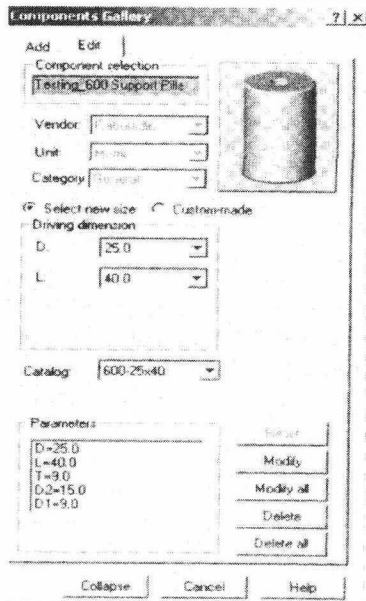 Components Gallery ? ×
Add Edit
Component selection
Testing_600 Support Pilla
Vendor:
Unit:
Category General
Select new size Custom-made
Driving dimension
D. 25.0
L. 40.0
Catalog: 600-25x40
Parameters
D=25.0
L=40.0
T=9.0
D2=15.0
D1=9.0
Modify
Modify all
Delete
Delete all
Collapse Cancel Help